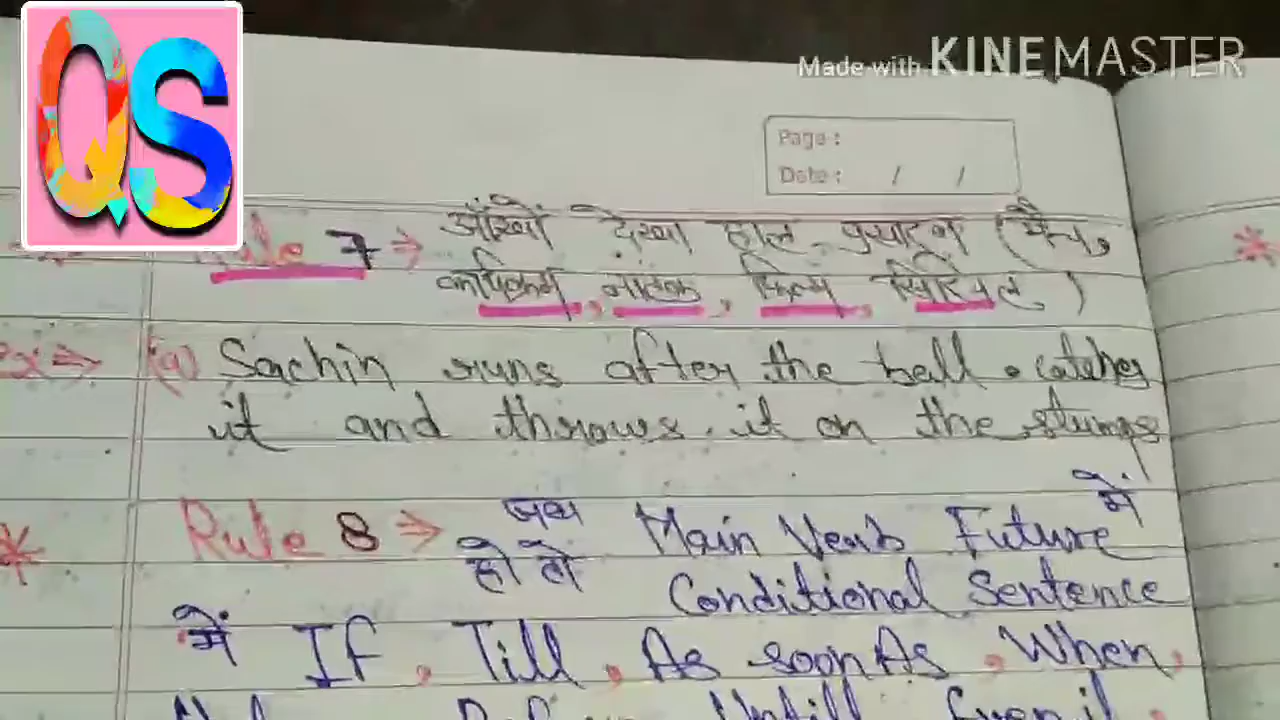 QS
Made with KINEMASTER
Page :
Date : / /
Rule 7 → आँखों देखा हाल, प्रसारण (मैच,
नाटक, फिल्म, सिरियल)
Ex → (a) Sachin runs after the ball. catches
it and throws it on the stumps
Rule 8 → जब Main Verb Future में
हो तो Conditional Sentence
में If, Till, As soon As, When,